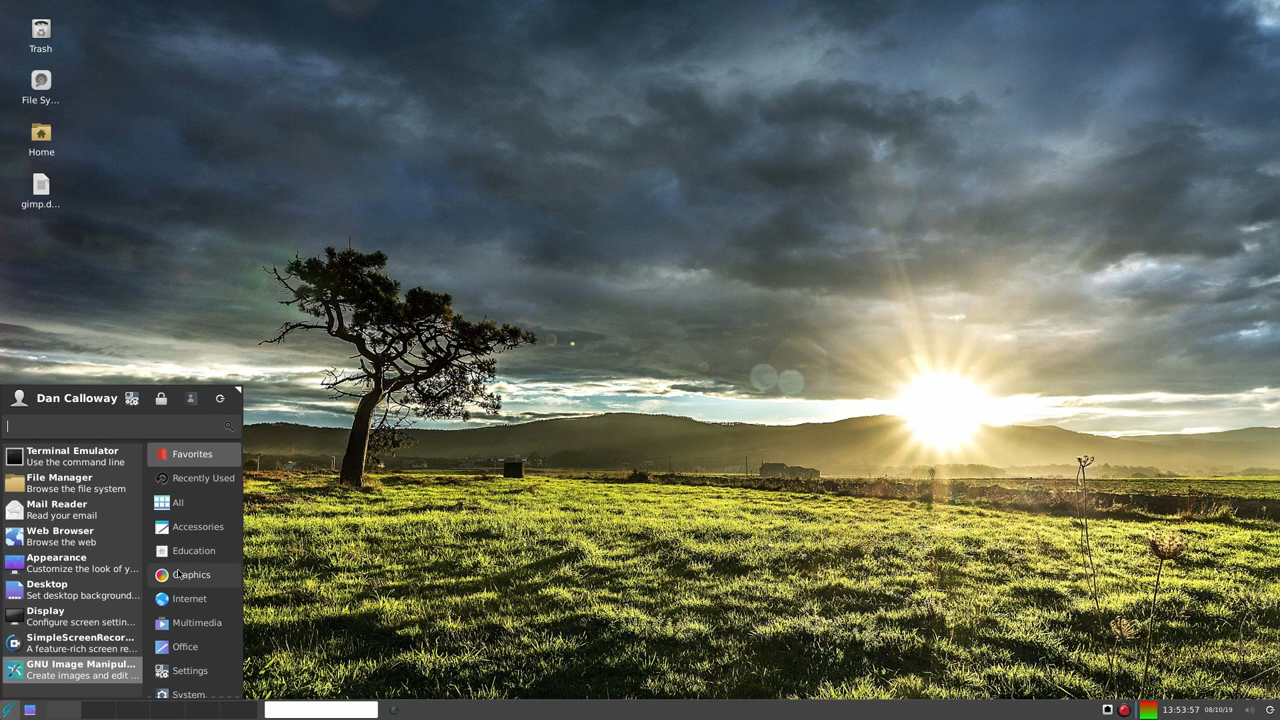 Trash
File Sy...
Home
gimp.d...
Dan Calloway
Terminal Emulator
Use the command line
File Manager
Browse the file system
Mail Reader
Read your email
Web Browser
Browse the web
Appearance
Customize the look of y...
Desktop
Set desktop background...
Display
Configure screen settin...
SimpleScreenRecor...
A feature-rich screen re...
GNU Image Manipul...
Create images and edit ...
Favorites
Recently Used
All
Accessories
Education
Graphics
Internet
Multimedia
Office
Settings
System
13:53:57 08/10/19